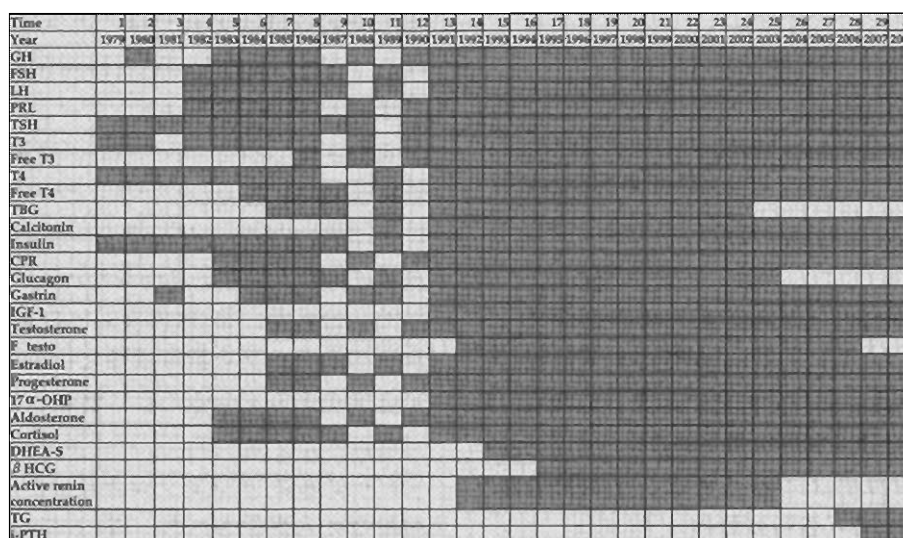 Time 1 2 3 4 5 6 7 8 9 10 11 12 13 14 15 16 17 18 19 20 21 22 23 24 25 26 27 28 29
Year 1979 1980 1981 1982 1983 1984 1985 1986 1987 1988 1989 1990 1991 1992 1993 1994 1995 1996 1997 1998 1999 2000 2001 2002 2003 2004 2005 2006 2007 20
GH
FSH
LH
PRL
TSH
T3
Free T3
T4
Free T4
TBG
Calcitonin
Insulin
CPR
Glucagon
Gastrin
IGF-1
Testosterone
F testo
Estradiol
Progesterone
17α-OHP
Aldosterone
Cortisol
DHEA-S
βHCG
Active renin
concentration
TG
i-PTH